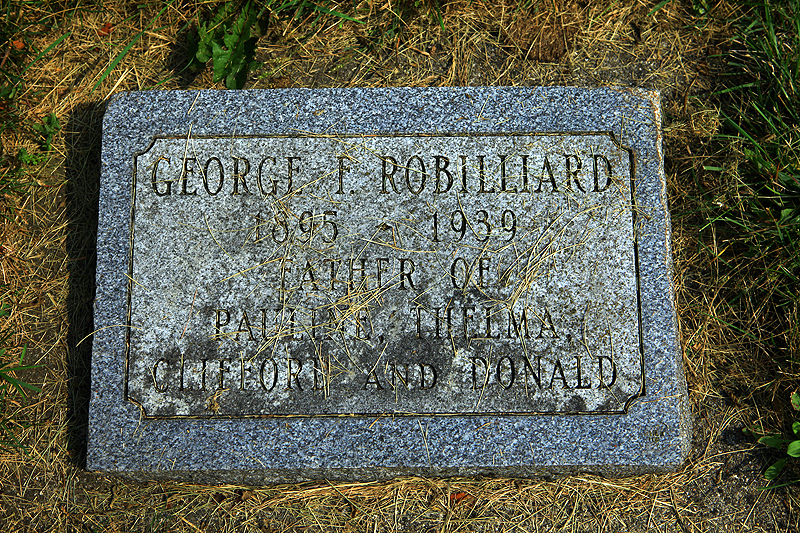 GEORGE F. ROBILLIARD
1895 - 1939
FATHER OF
PAULINE, THELMA,
CLIFFORD AND DONALD